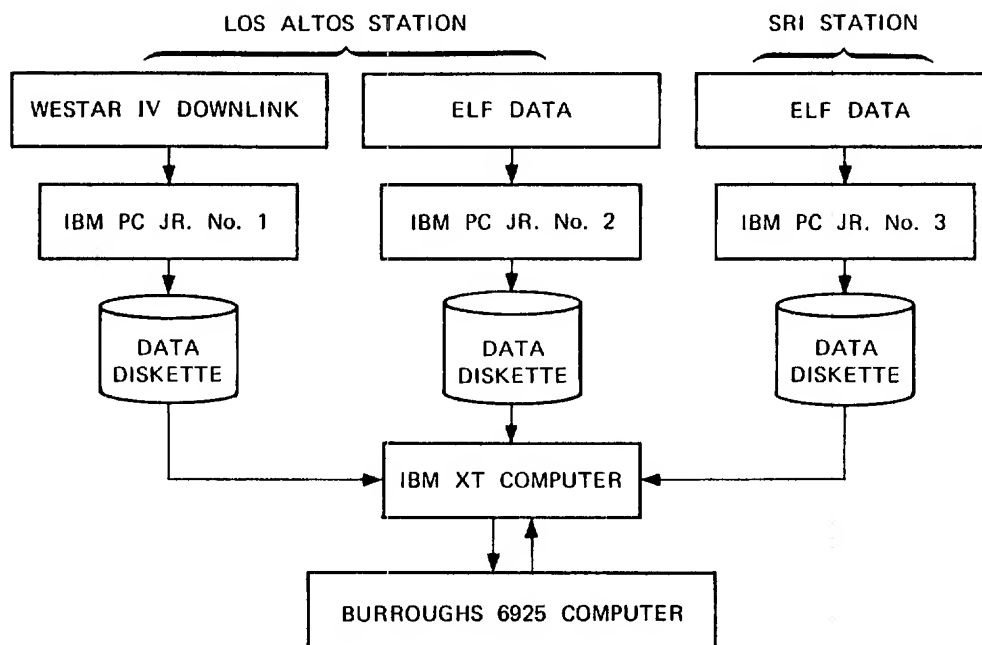 LOS ALTOS STATION
SRI STATION
WESTAR IV DOWNLINK
ELF DATA
ELF DATA
IBM PC JR. No. 1
IBM PC JR. No. 2
IBM PC JR. No. 3
DATA
DISKETTE
DATA
DISKETTE
DATA
DISKETTE
IBM XT COMPUTER
BURROUGHS 6925 COMPUTER